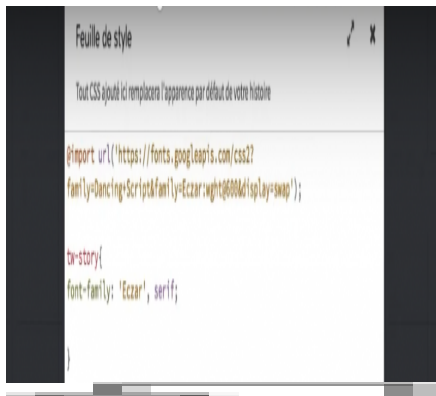 Feuille de style
Tout CSS ajouté ici remplacera l'apparence par défaut de votre histoire
@import url('https://fonts.googleapis.com/css2?
family=Dancing+Script&family=Eczar:wght@600&display=swap');
tw-story{
font-family: 'Eczar', serif;
}